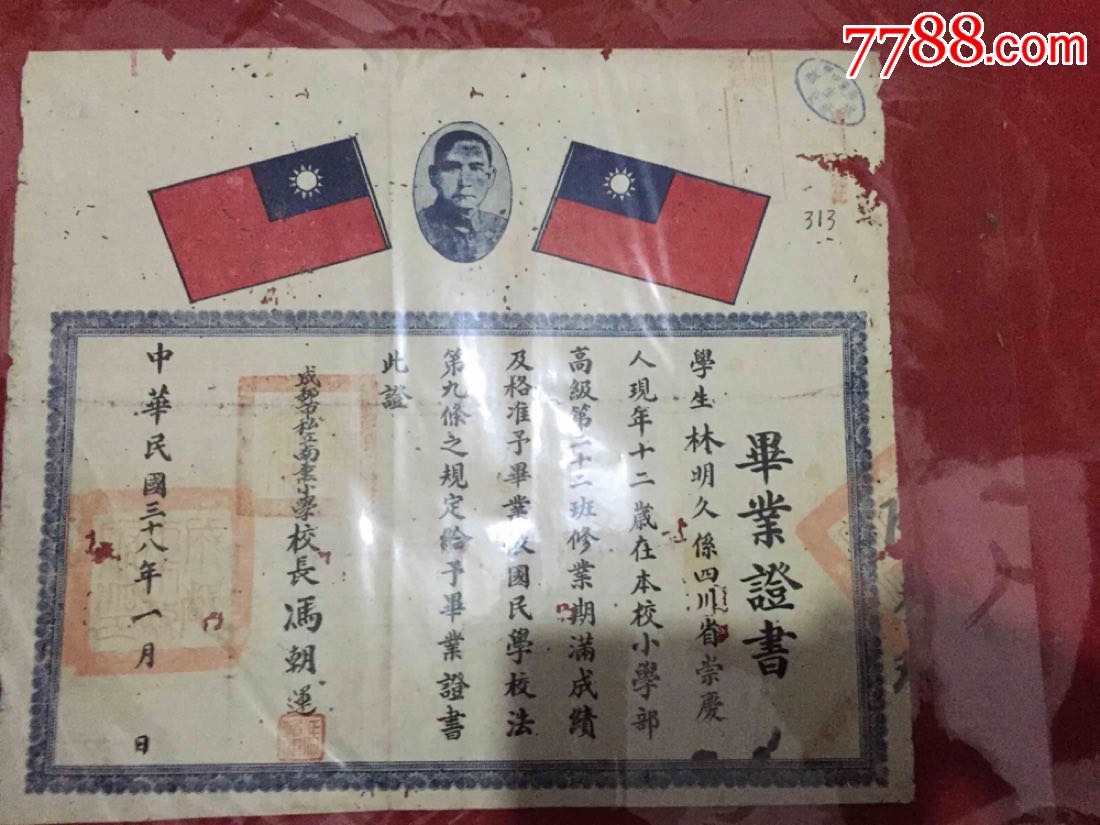 7788.com
313
畢業證書
學生林明久係四川省崇慶
人現年十二歲在本校小學部
高級第二十二班修業期滿成績
及格准予畢業依國民學校法
第九條之規定給予畢業證書
此證
成都市私立南薰小學校長馮朝運
中華民國三十八年一月 日